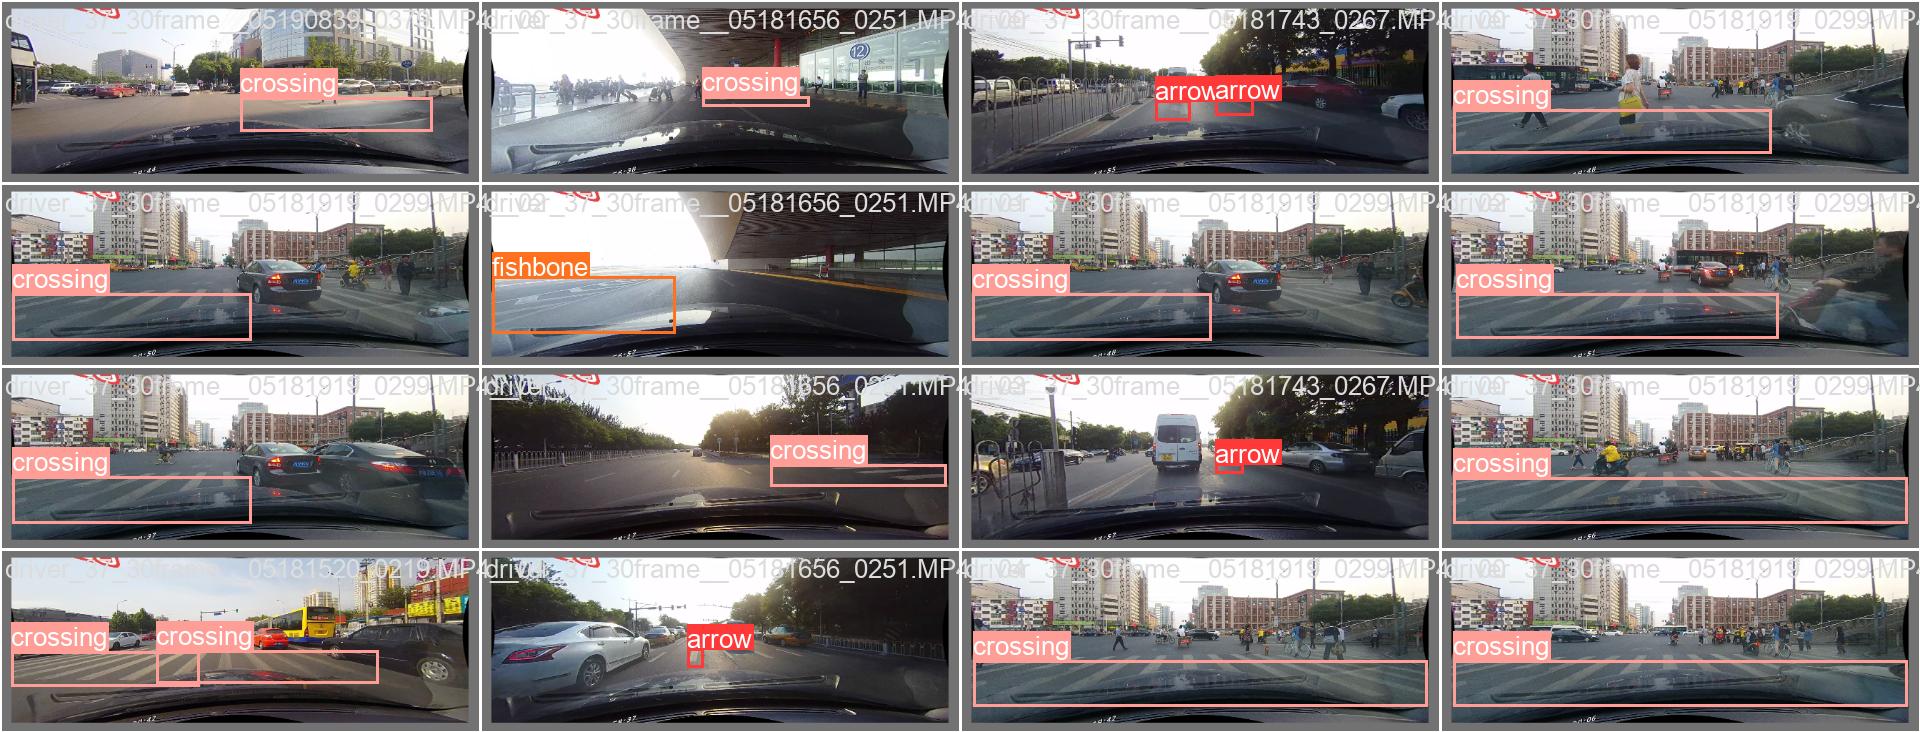 driver_37_30frame__05190839_
driver_37_30frame__05181656_0251.MP4
driver_37_30frame__05181743_0267.MP4
driver_37_30frame__05181919_0299.MP4
crossing
crossing
12
arrow
arrow
crossing
driver_37_30frame__05181919_0299.MP4
driver_37_30frame__05181656_0251.MP4
driver_37_30frame__05181919_0299.MP4
driver_37_30frame__05181919_0299.MP4
crossing
fishbone
crossing
crossing
driver_37_30frame__05181919_0299.MP4
driver_37_30frame__05181656_0251.MP4
driver_37_30frame__05181743_0267.MP4
driver_37_30frame__05181919_0299.MP4
crossing
crossing
arrow
crossing
driver_37_30frame__05181520_0219.MP4
driver_37_30frame__05181656_0251.MP4
driver_37_30frame__05181919_0299.MP4
driver_37_30frame__05181919_0299.MP4
crossing
crossing
arrow
crossing
crossing